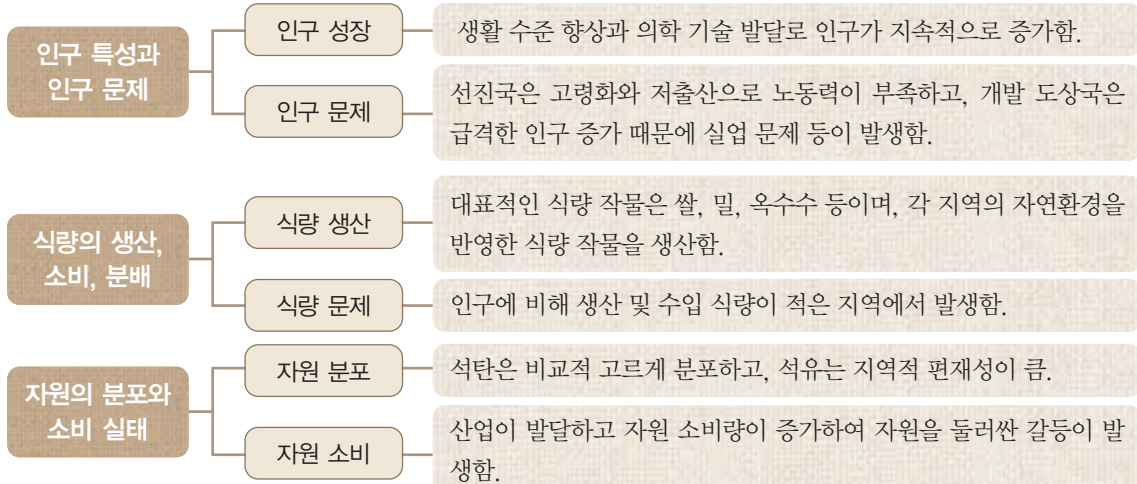 인구 특성과
인구 문제
인구 성장
생활 수준 향상과 의학 기술 발달로 인구가 지속적으로 증가함.
인구 문제
선진국은 고령화와 저출산으로 노동력이 부족하고, 개발 도상국은
급격한 인구 증가 때문에 실업 문제 등이 발생함.
식량의 생산,
소비, 분배
식량 생산
대표적인 식량 작물은 쌀, 밀, 옥수수 등이며, 각 지역의 자연환경을
반영한 식량 작물을 생산함.
식량 문제
인구에 비해 생산 및 수입 식량이 적은 지역에서 발생함.
자원의 분포와
소비 실태
자원 분포
석탄은 비교적 고르게 분포하고, 석유는 지역적 편재성이 큼.
자원 소비
산업이 발달하고 자원 소비량이 증가하여 자원을 둘러싼 갈등이 발
생함.